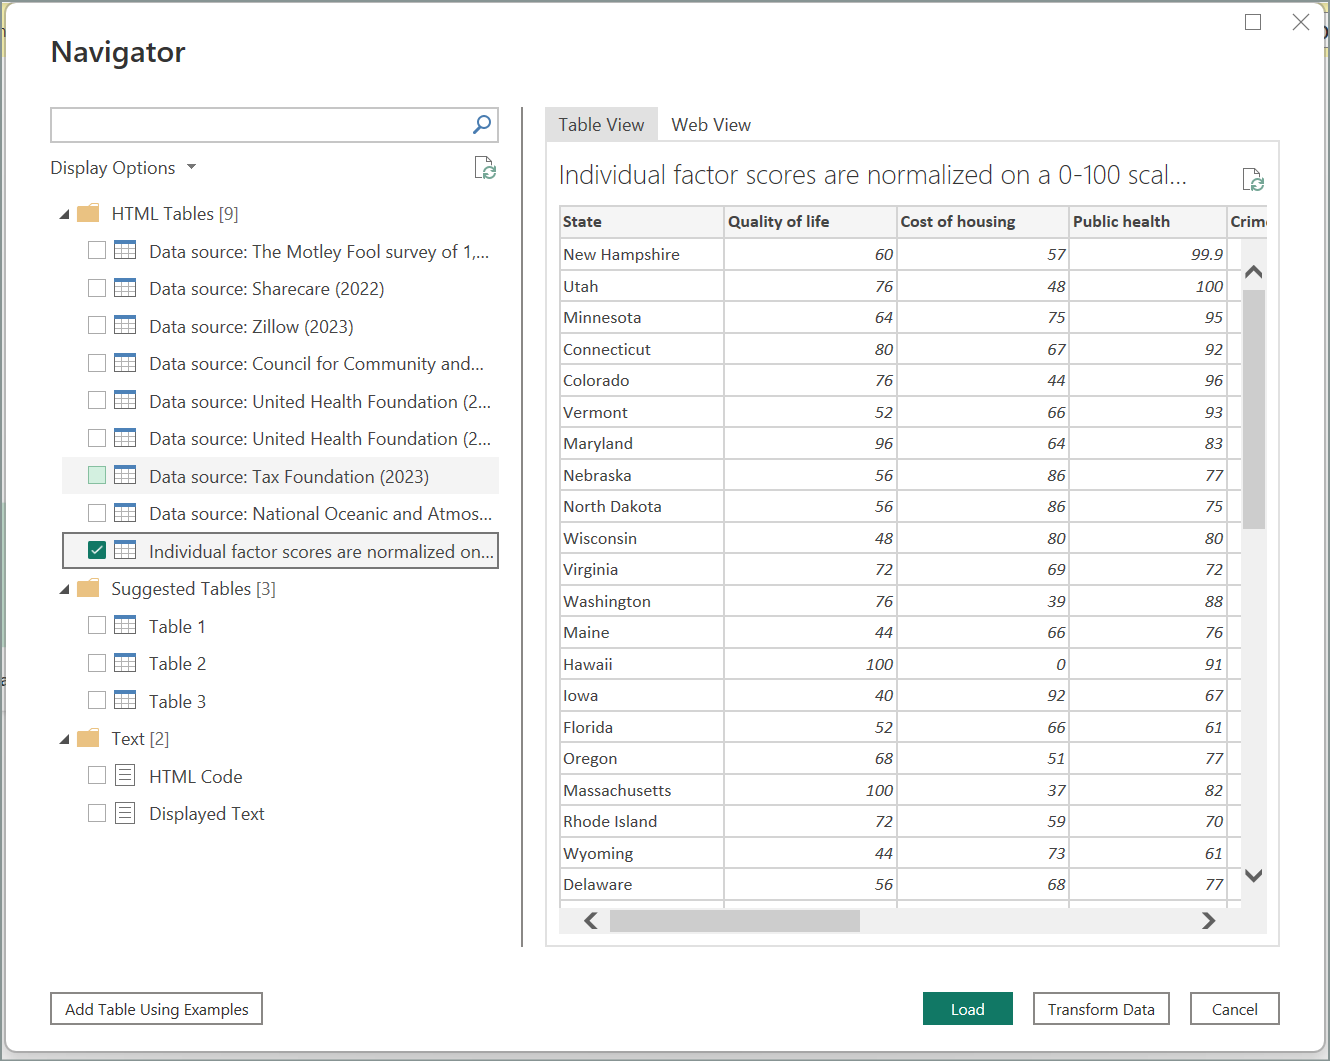 Navigator
Display Options
HTML Tables [9]
Data source: The Motley Fool survey of 1,...
Data source: Sharecare (2022)
Data source: Zillow (2023)
Data source: Council for Community and...
Data source: United Health Foundation (2...
Data source: United Health Foundation (2...
Data source: Tax Foundation (2023)
Data source: National Oceanic and Atmos...
Individual factor scores are normalized on...
Suggested Tables [3]
Table 1
Table 2
Table 3
Text [2]
HTML Code
Displayed Text
Table View Web View
Individual factor scores are normalized on a 0-100 scal...
State Quality of life Cost of housing Public health Crime
New Hampshire 60 57 99.9
Utah 76 48 100
Minnesota 64 75 95
Connecticut 80 67 92
Colorado 76 44 96
Vermont 52 66 93
Maryland 96 64 83
Nebraska 56 86 77
North Dakota 56 86 75
Wisconsin 48 80 80
Virginia 72 69 72
Washington 76 39 88
Maine 44 66 76
Hawaii 100 0 91
Iowa 40 92 67
Florida 52 66 61
Oregon 68 51 77
Massachusetts 100 37 82
Rhode Island 72 59 70
Wyoming 44 73 61
Delaware 56 68 77
Add Table Using Examples Load Transform Data Cancel